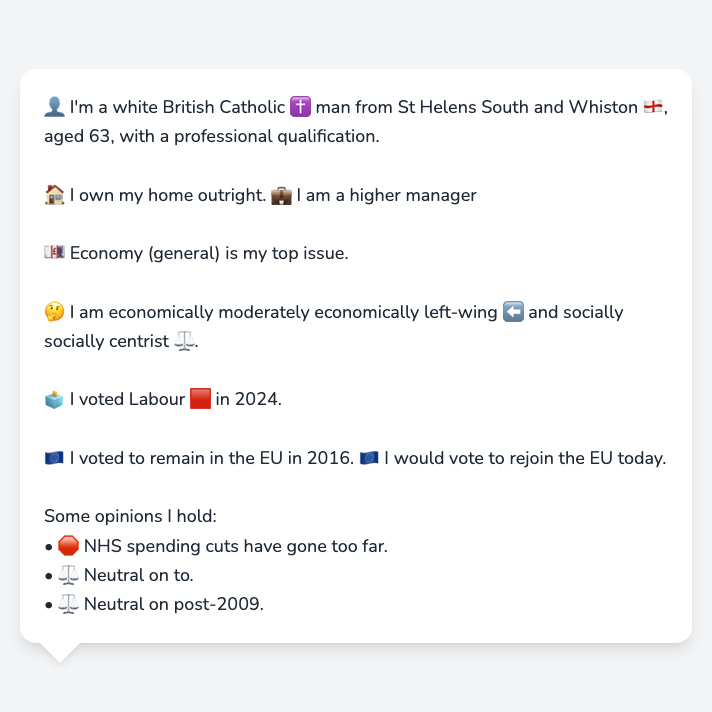 👤 I'm a white British Catholic ✝️ man from St Helens South and Whiston 🏴󠁧󠁢󠁥󠁮󠁧󠁿,
aged 63, with a professional qualification.
🏠 I own my home outright. 💼 I am a higher manager
💷 Economy (general) is my top issue.
🤔 I am economically moderately economically left-wing ⬅️ and socially
socially centrist ⚖️.
🗳️ I voted Labour 🟥 in 2024.
🇪🇺 I voted to remain in the EU in 2016. 🇪🇺 I would vote to rejoin the EU today.
Some opinions I hold:
• 🛑 NHS spending cuts have gone too far.
• ⚖️ Neutral on to.
• ⚖️ Neutral on post-2009.